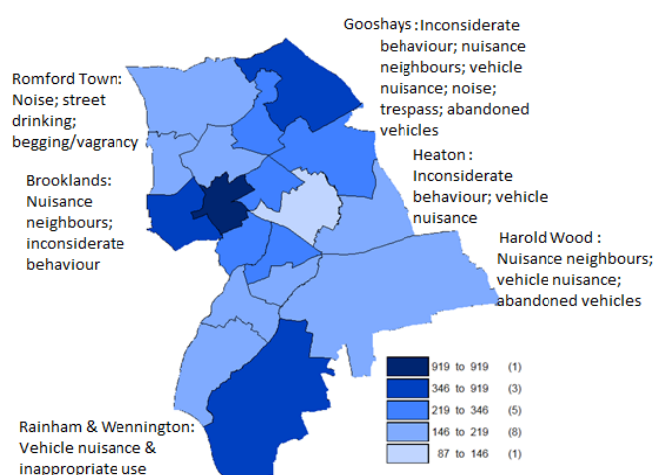 Gooshays :Inconsiderate
behaviour; nuisance
neighbours; vehicle
nuisance; noise;
trespass; abandoned
vehicles
Romford Town:
Noise; street
drinking;
begging/vagrancy
Heaton :
Inconsiderate
behaviour; vehicle
nuisance
Brooklands:
Nuisance
neighbours;
inconsiderate
behaviour
Harold Wood :
Nuisance neighbours;
vehicle nuisance;
abandoned vehicles
919 to 919 (1)
346 to 919 (3)
219 to 346 (5)
146 to 219 (8)
87 to 146 (1)
Rainham & Wennington:
Vehicle nuisance &
inappropriate use